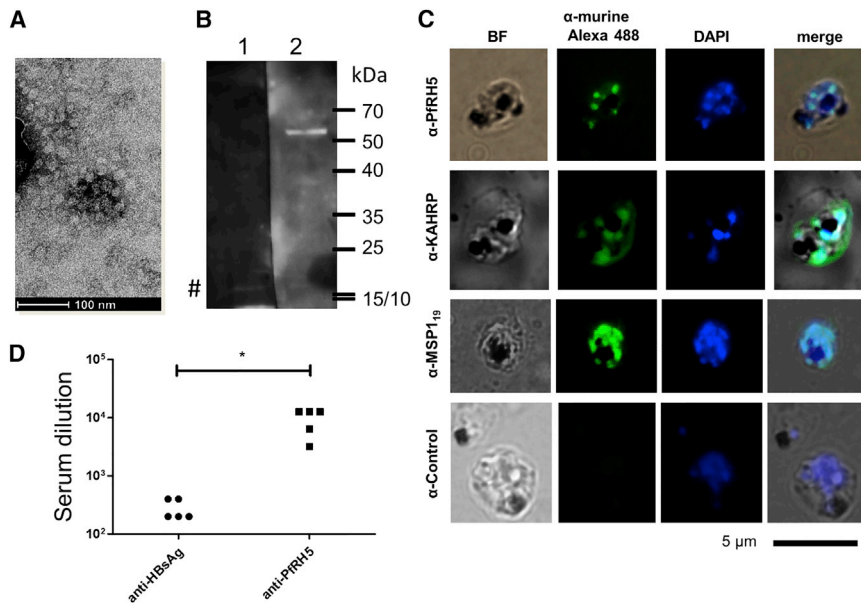 A
100 nm
B
1 2
kDa
70
50
40
35
25
15/10
#
C
BF
α-murine
Alexa 488
DAPI
merge
α-PfRH5
α-KAHRP
α-MSP1₁₉
α-Control
5 µm
D
*
Serum dilution
10⁵
10⁴
10³
10²
anti-HBsAg
anti-PfRH5